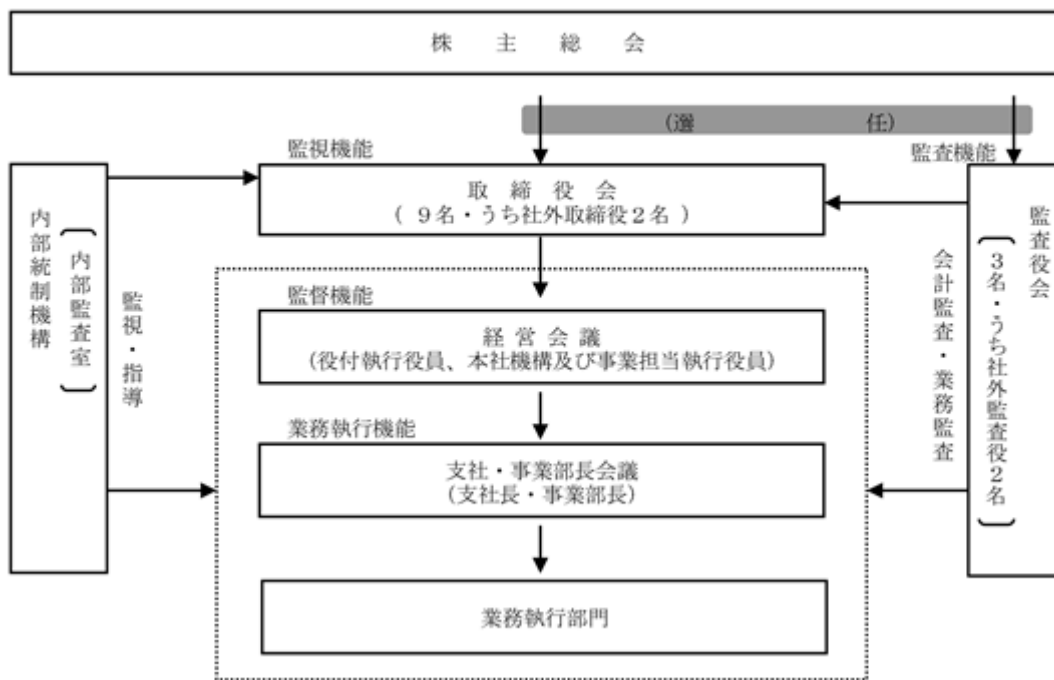 株主総会
(選任)
監視機能
監査機能
取締役会
( 9名・うち社外取締役2名 )
内部統制機構
内部監査室
監視・指導
監督機能
経営会議
(役付執行役員、本社機構及び事業担当執行役員)
業務執行機能
支社・事業部長会議
(支社長・事業部長)
業務執行部門
会計監査・業務監査
監査役会
3名・うち社外監査役2名